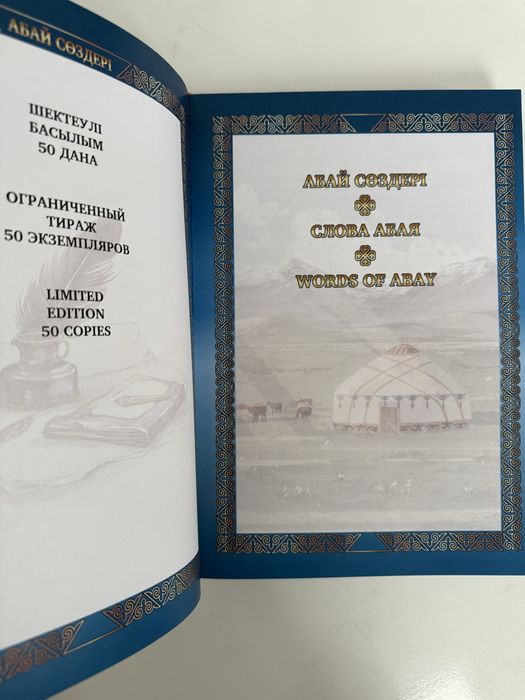 АБАЙ СӨЗДЕРІ
ШЕКТЕУЛІ
БАСЫЛЫМ
50 ДАНА
ОГРАНИЧЕННЫЙ
ТИРАЖ
50 ЭКЗЕМПЛЯРОВ
LIMITED
EDITION
50 COPIES
АБАЙ СӨЗДЕРІ
СЛОВА АБАЯ
WORDS OF ABAY